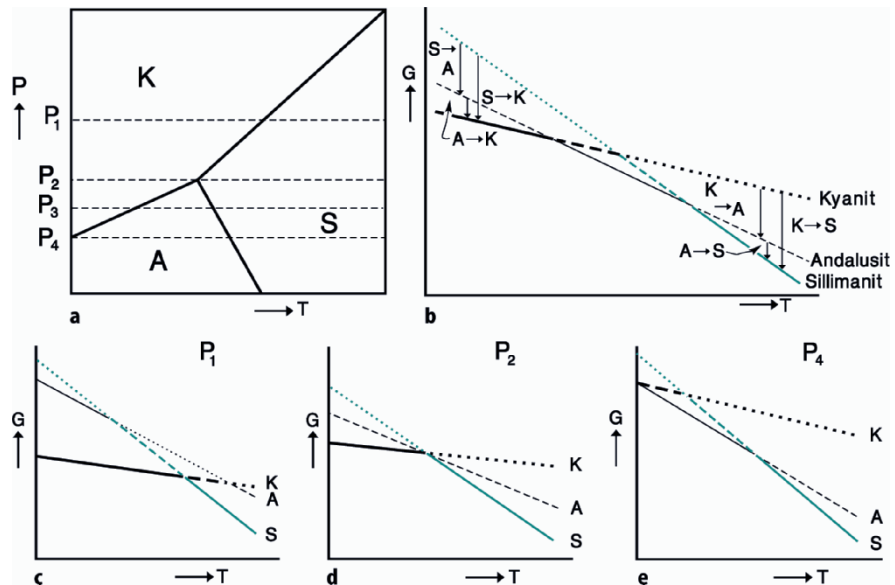 P
K
P1
P2
P3
P4
A
S
→ T
a
G
S→
A
S→K
A→K
K
→A
K→S
A→S
Kyanit
Andalusit
Sillimanit
→ T
b
P1
G
K
A
S
→ T
c
P2
G
K
A
S
→ T
d
P4
G
K
A
S
→ T
e